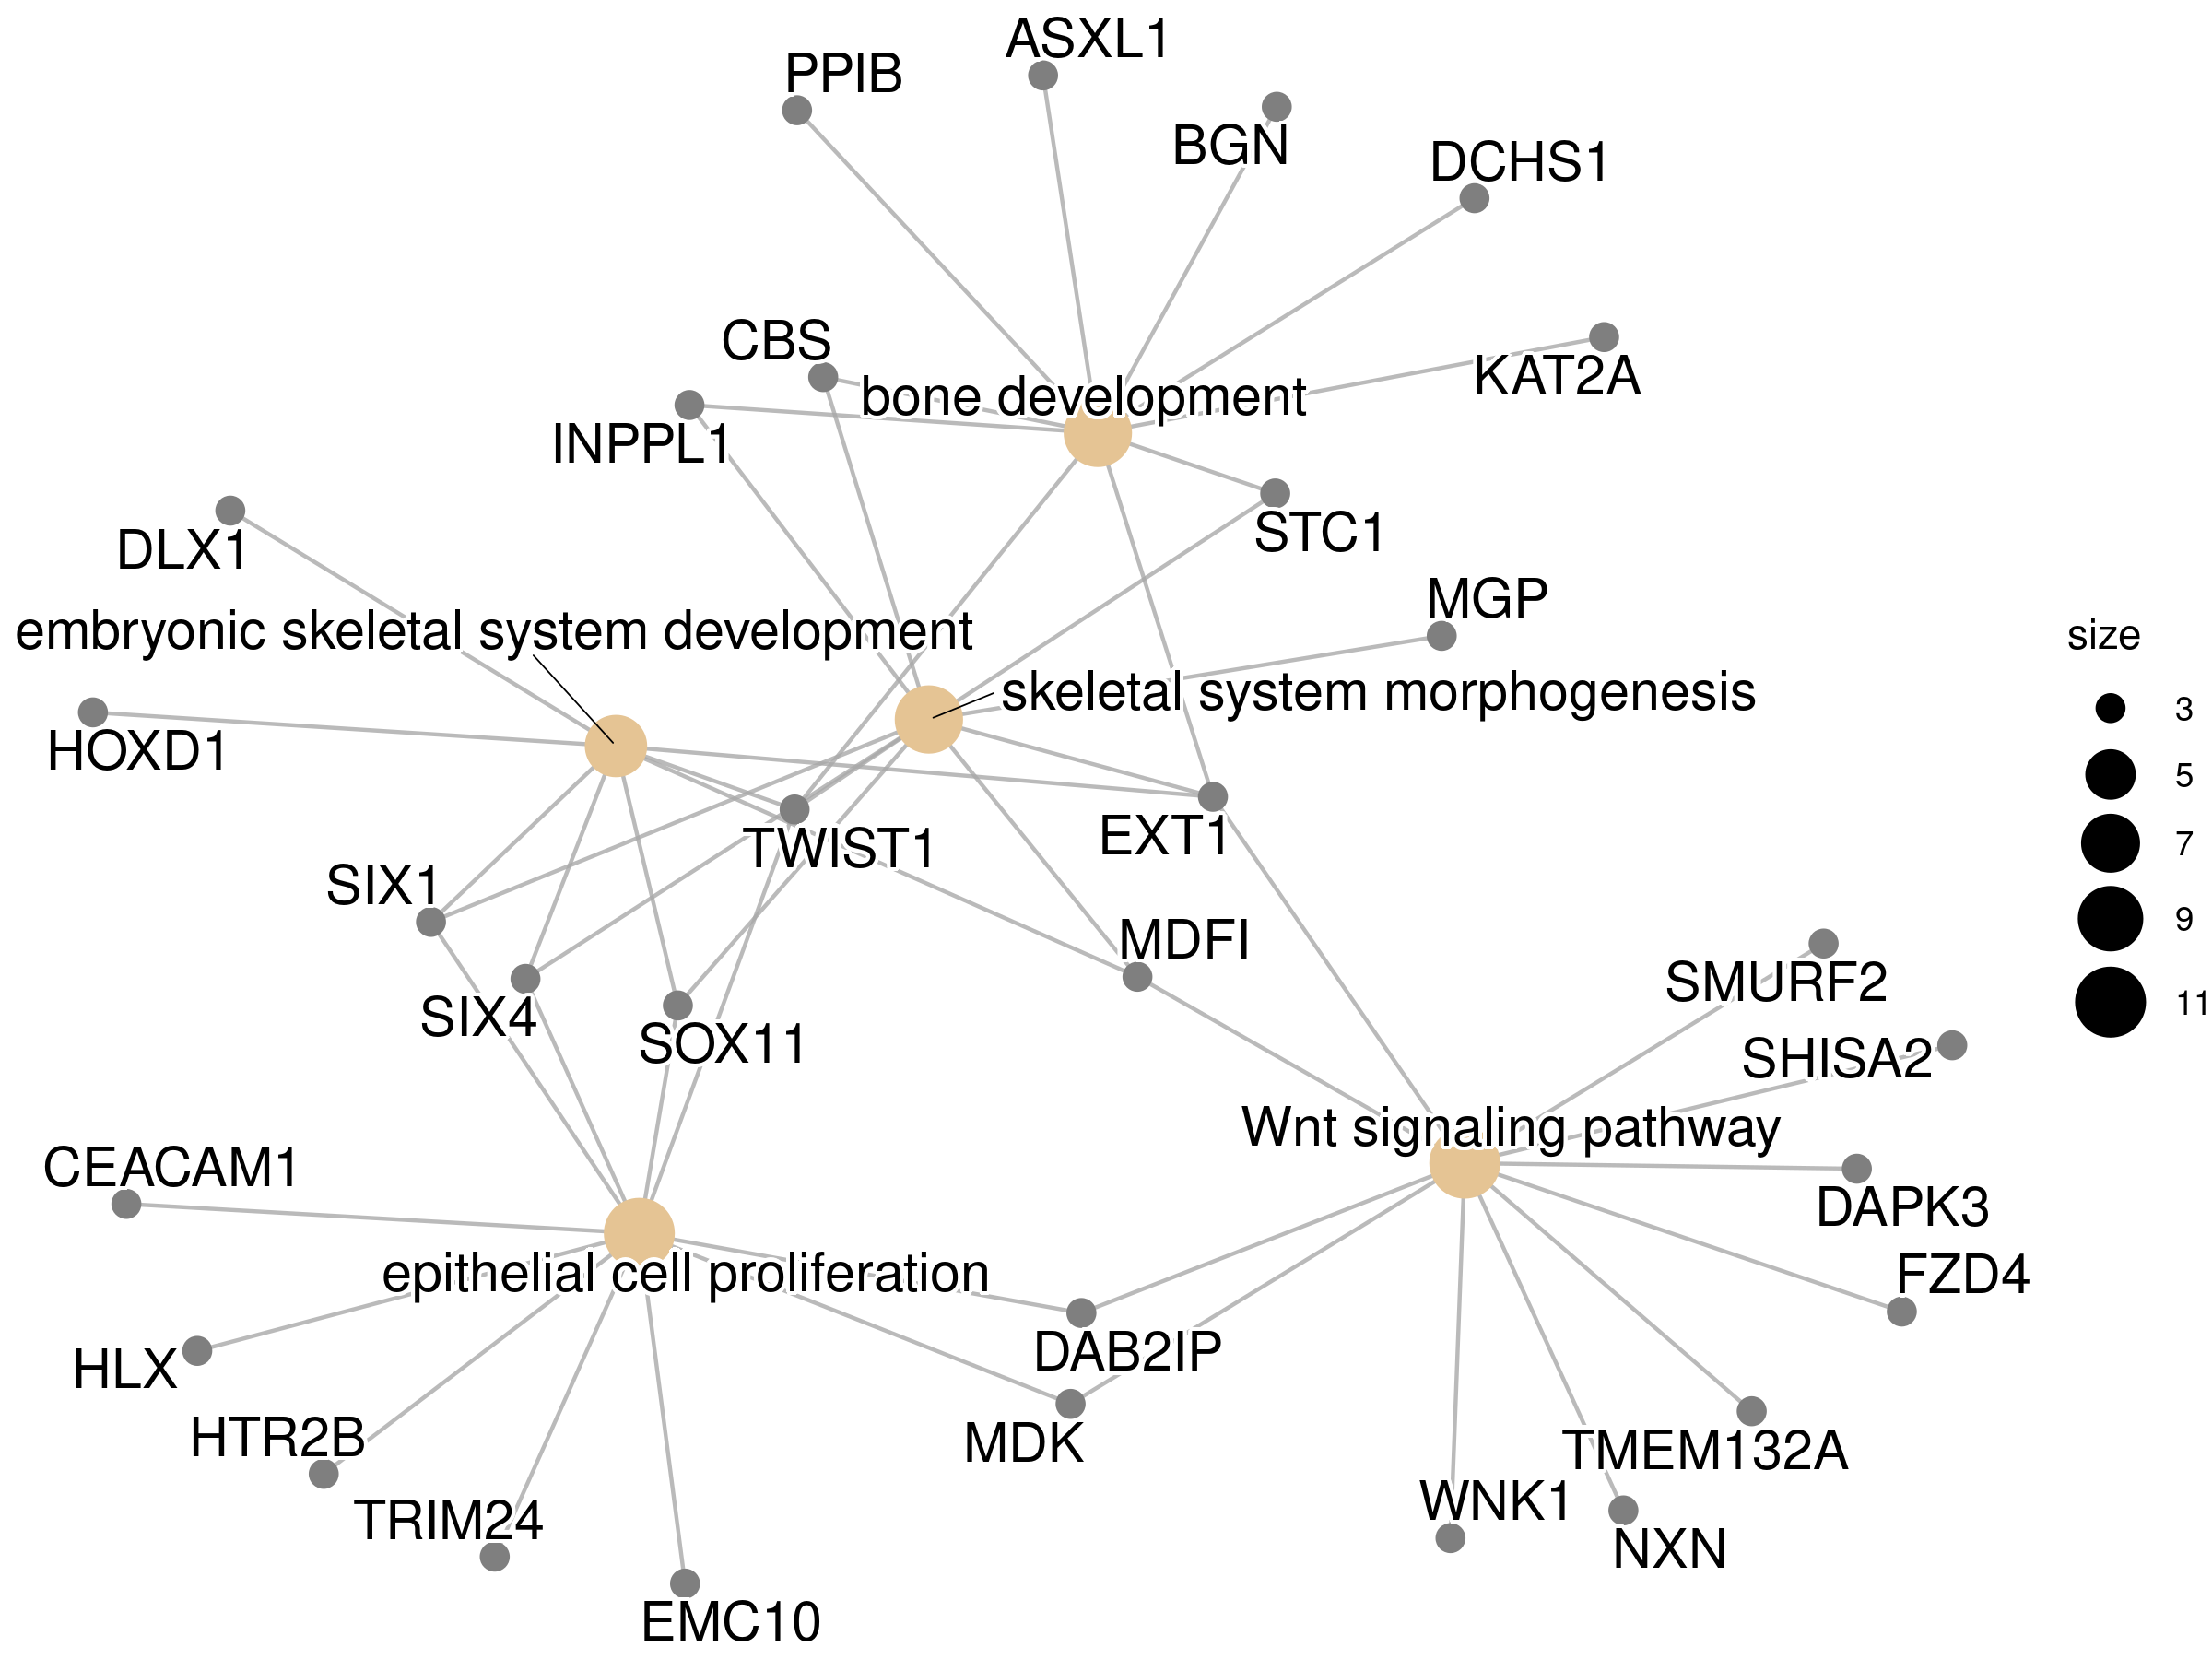 ASXL1
PPIB
BGN
DCHS1
CBS
KAT2A
bone development
INPPL1
STC1
DLX1
MGP
embryonic skeletal system development
size
skeletal system morphogenesis
3
HOXD1
5
EXT1
7
TWIST1
SIX1
9
MDFI
SMURF2
11
SIX4
SOX11
SHISA2
Wnt signaling pathway
CEACAM1
DAPK3
epithelial cell proliferation
FZD4
DAB2IP
HLX
HTR2B
MDK
TMEM132A
WNK1
TRIM24
NXN
EMC10